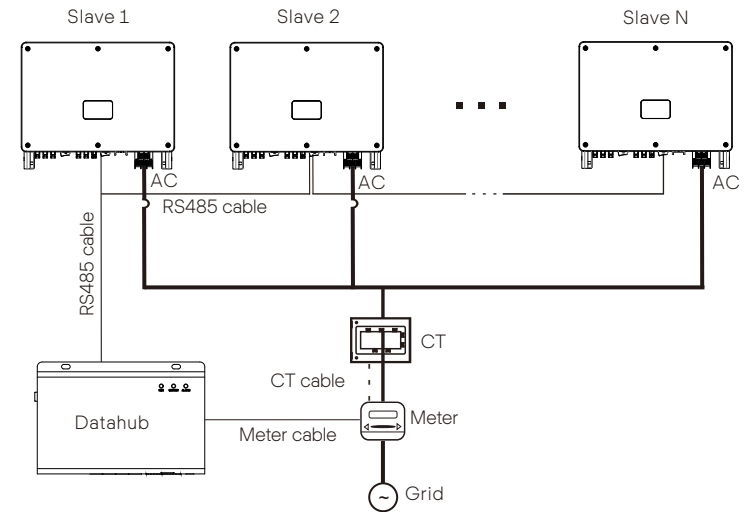 Slave 1
Slave 2
Slave N
AC
AC
AC
RS485 cable
RS485 cable
CT
CT cable
Datahub
Meter
Meter cable
~ Grid